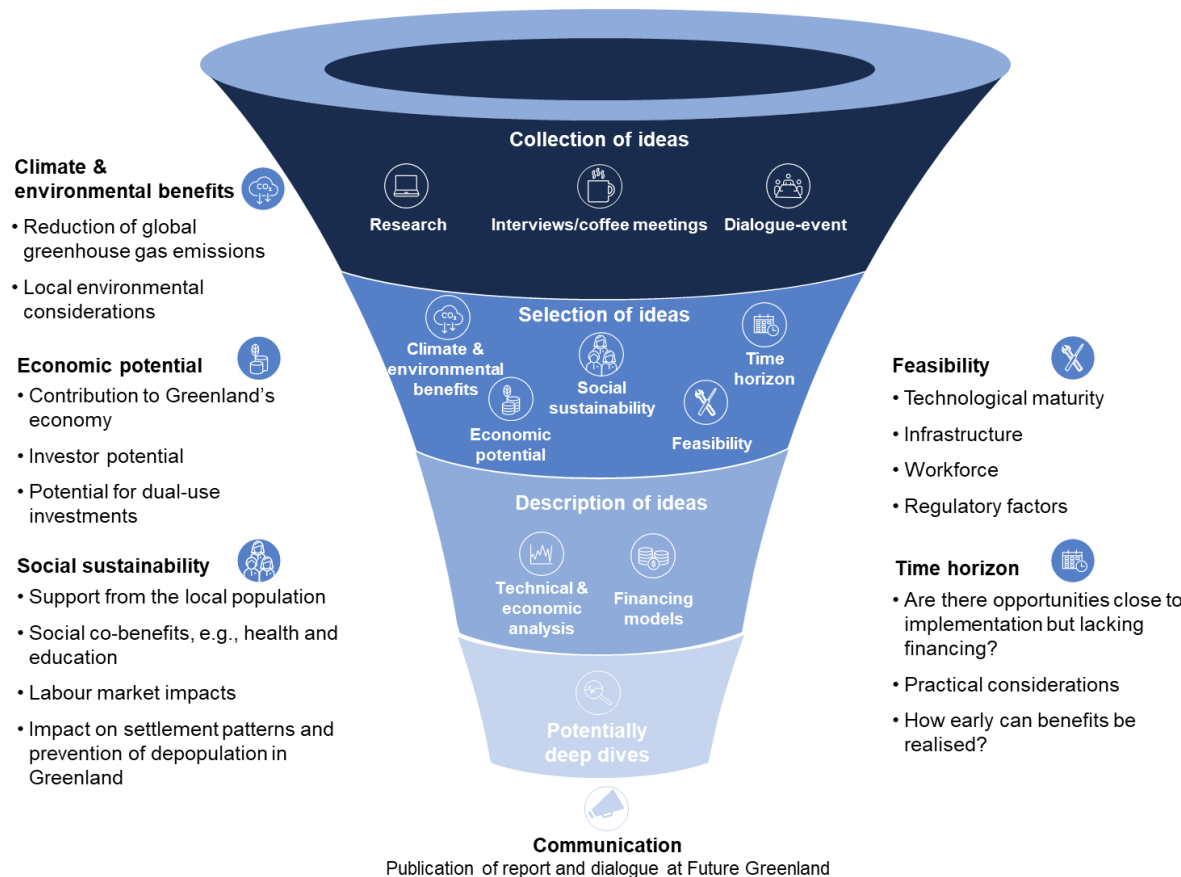 Collection of ideas
Research
Interviews/coffee meetings
Dialogue-event
Climate &
environmental benefits
CO₂
• Reduction of global
greenhouse gas emissions
• Local environmental
considerations
Economic potential
• Contribution to Greenland’s
economy
• Investor potential
• Potential for dual-use
investments
Social sustainability
• Support from the local population
• Social co-benefits, e.g., health and
education
• Labour market impacts
• Impact on settlement patterns and
prevention of depopulation in
Greenland
Selection of ideas
CO₂
Climate &
environmental
benefits
Economic
potential
Social
sustainability
Feasibility
Time
horizon
Description of ideas
Technical &
economic
analysis
Financing
models
Potentially
deep dives
Feasibility
• Technological maturity
• Infrastructure
• Workforce
• Regulatory factors
Time horizon
• Are there opportunities close to
implementation but lacking
financing?
• Practical considerations
• How early can benefits be
realised?
Communication
Publication of report and dialogue at Future Greenland